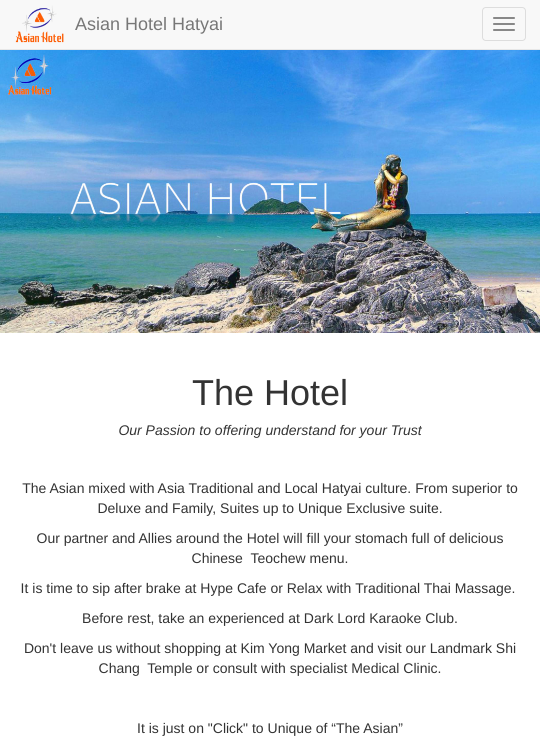 Asian Hotel
Asian Hotel Hatyai
Asian Hotel
ASIAN HOTEL
The Hotel
Our Passion to offering understand for your Trust
The Asian mixed with Asia Traditional and Local Hatyai culture. From superior to
Deluxe and Family, Suites up to Unique Exclusive suite.
Our partner and Allies around the Hotel will fill your stomach full of delicious
Chinese  Teochew menu.
It is time to sip after brake at Hype Cafe or Relax with Traditional Thai Massage.
Before rest, take an experienced at Dark Lord Karaoke Club.
Don't leave us without shopping at Kim Yong Market and visit our Landmark Shi
Chang  Temple or consult with specialist Medical Clinic.
It is just on "Click" to Unique of “The Asian”